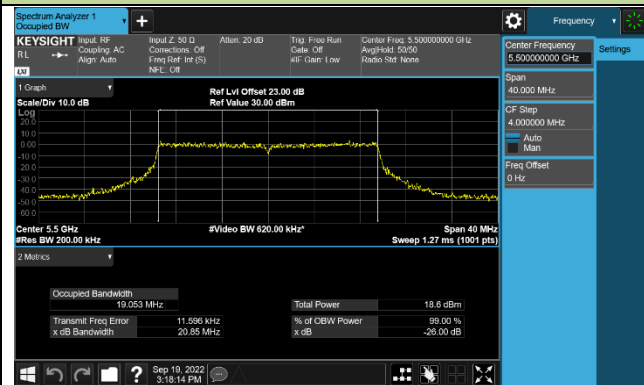 Spectrum Analyzer 1
Occupied BW
Frequency
KEYSIGHT
RL
LXI
Input: RF
Coupling: AC
Align: Auto
Input Z: 50 Ω
Corrections: Off
Freq Ref: Int (S)
NFE: Off
Atten: 20 dB
Trig: Free Run
Gate: Off
#IF Gain: Low
Center Freq: 5.500000000 GHz
Avg|Hold: 50/50
Radio Std: None
Center Frequency
5.500000000 GHz
Settings
Span
40.000 MHz
CF Step
4.000000 MHz
Auto
Man
Freq Offset
0 Hz
1 Graph
Scale/Div 10.0 dB
Ref Lvl Offset 23.00 dB
Ref Value 30.00 dBm
Log
20.0
10.0
0.00
-10.0
-20.0
-30.0
-40.0
-50.0
-60.0
Center 5.5 GHz
#Video BW 620.00 kHz*
Span 40 MHz
#Res BW 200.00 kHz
Sweep 1.27 ms (1001 pts)
2 Metrics
Occupied Bandwidth
19.053 MHz
Total Power 18.6 dBm
Transmit Freq Error 11.596 kHz
% of OBW Power 99.00 %
x dB Bandwidth 20.85 MHz
x dB -26.00 dB
Sep 19, 2022
3:18:14 PM